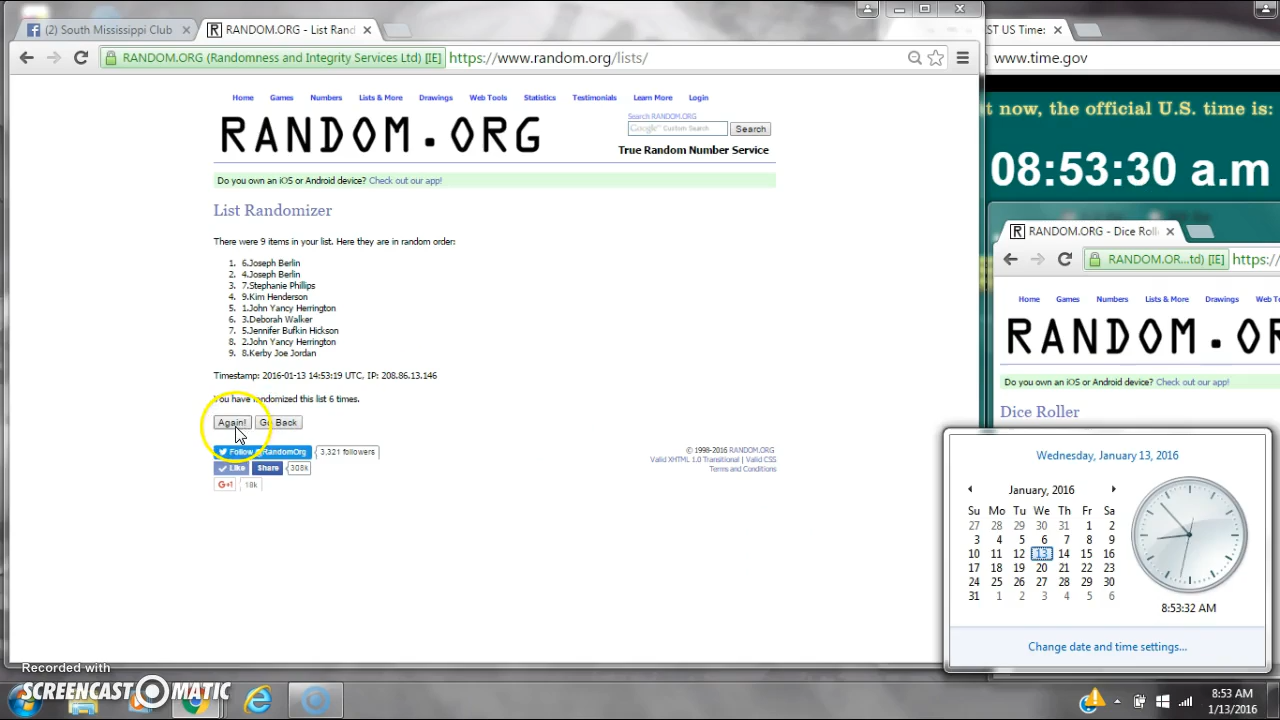 (2) South Mississippi Club
RANDOM.ORG - List Rand
ST US Time:
RANDOM.ORG (Randomness and Integrity Services Ltd) [IE]
https://www.random.org/lists/
www.time.gov
Home Games Numbers Lists & More Drawings Web Tools Statistics Testimonials Learn More Login
RANDOM.ORG
Search RANDOM.ORG
Google Custom Search
Search
True Random Number Service
Do you own an iOS or Android device? Check out our app!
List Randomizer
There were 9 items in your list. Here they are in random order:
1. 6.Joseph Berlin
2. 4.Joseph Berlin
3. 7.Stephanie Phillips
4. 9.Kim Henderson
5. 1.John Yancy Herrington
6. 3.Deborah Walker
7. 5.Jennifer Bufkin Hickson
8. 2.John Yancy Herrington
9. 8.Kerby Joe Jordan
Timestamp: 2016-01-13 14:53:19 UTC, IP: 208.86.13.146
You have randomized this list 6 times.
Again! Go Back
Follow @RandomOrg 3,321 followers
Like Share 308k
G+1 18k
© 1998-2016 RANDOM.ORG
Valid XHTML 1.0 Transitional | Valid CSS
Terms and Conditions
t now, the official U.S. time is:
08:53:30 a.m
RANDOM.ORG - Dice Roll
RANDOM.OR...td) [IE]
https:/
Home Games Numbers Lists & More Drawings Web To
RANDOM.OR
Do you own an iOS or Android device? Check out our app!
Dice Roller
Wednesday, January 13, 2016
January, 2016
Su Mo Tu We Th Fr Sa
27 28 29 30 31 1 2
3 4 5 6 7 8 9
10 11 12 13 14 15 16
17 18 19 20 21 22 23
24 25 26 27 28 29 30
31 1 2 3 4 5 6
8:53:32 AM
Change date and time settings...
Recorded with
SCREENCAST MATIC
8:53 AM
1/13/2016